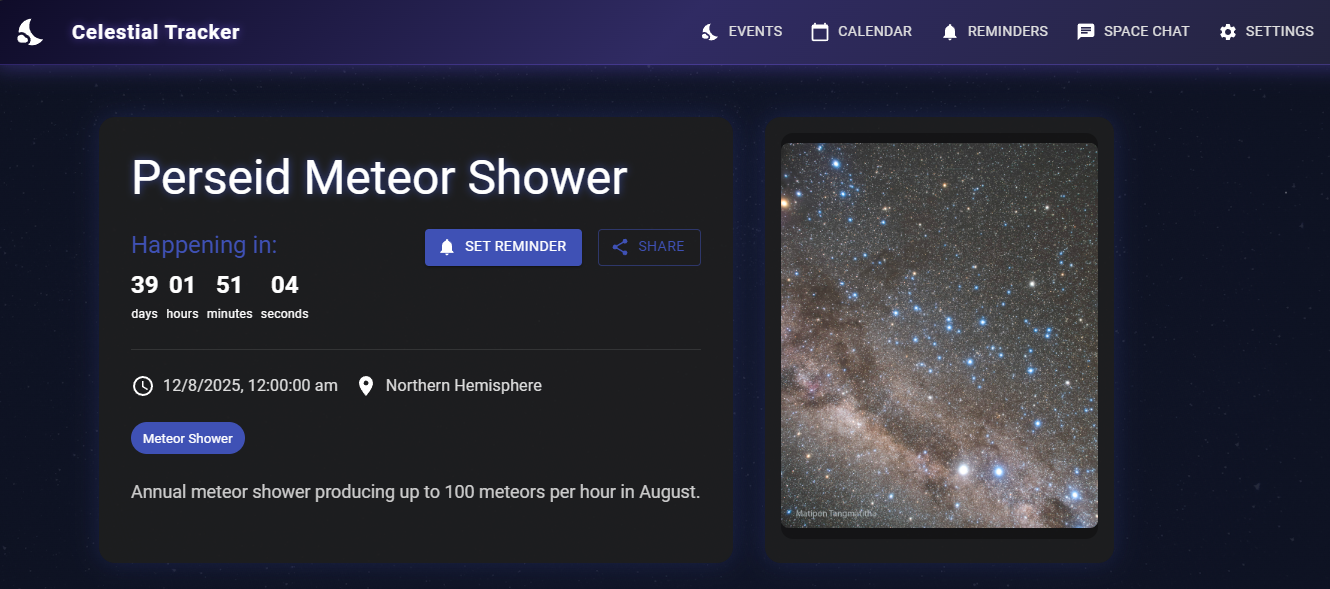 Celestial Tracker
EVENTS
CALENDAR
REMINDERS
SPACE CHAT
SETTINGS
Perseid Meteor Shower
Happening in:
SET REMINDER
SHARE
39 01 51 04
days hours minutes seconds
12/8/2025, 12:00:00 am
Northern Hemisphere
Meteor Shower
Annual meteor shower producing up to 100 meteors per hour in August.
Matipon Tangmatitha